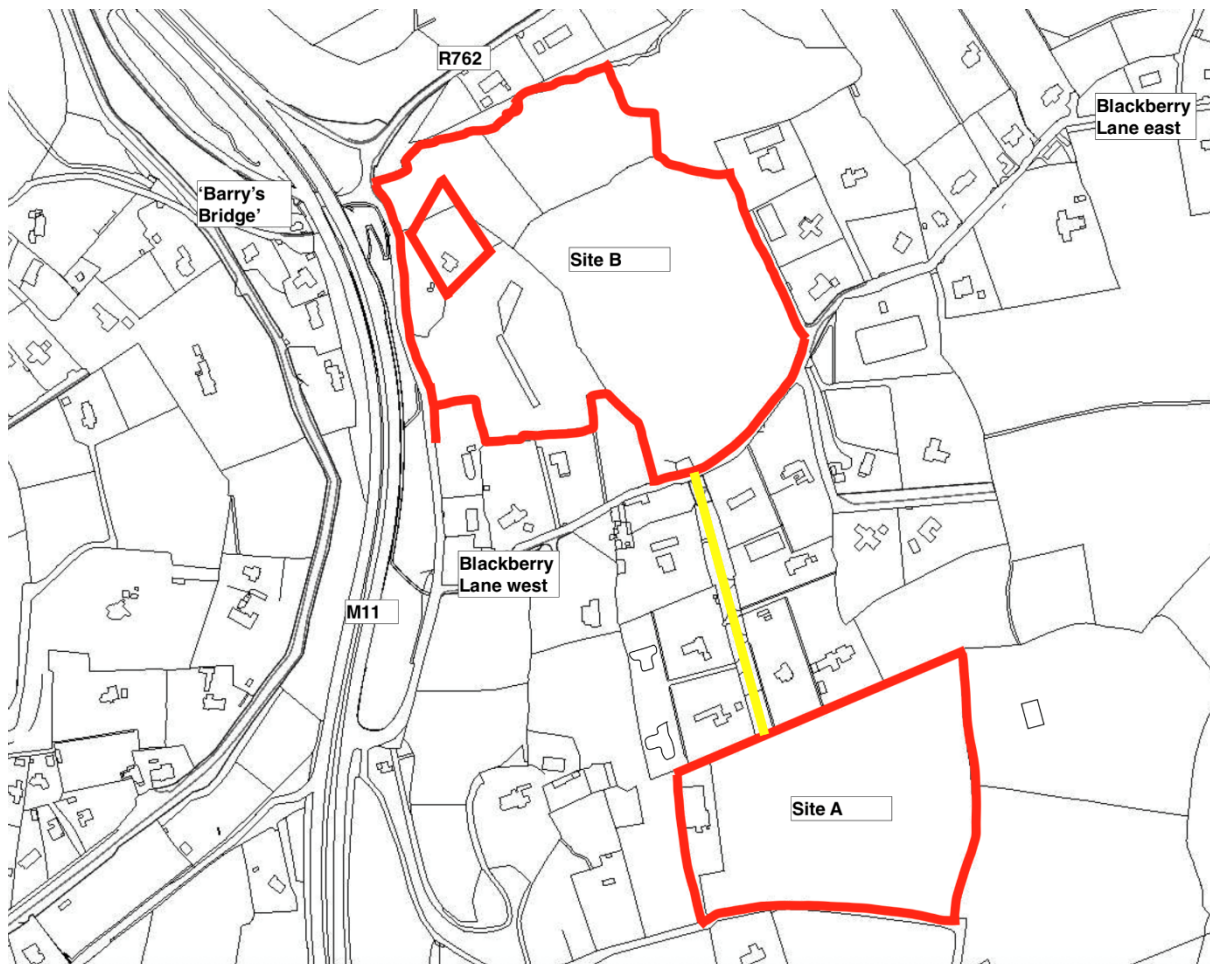 R762
Blackberry
Lane east
‘Barry’s
Bridge’
Site B
Blackberry
Lane west
M11
Site A